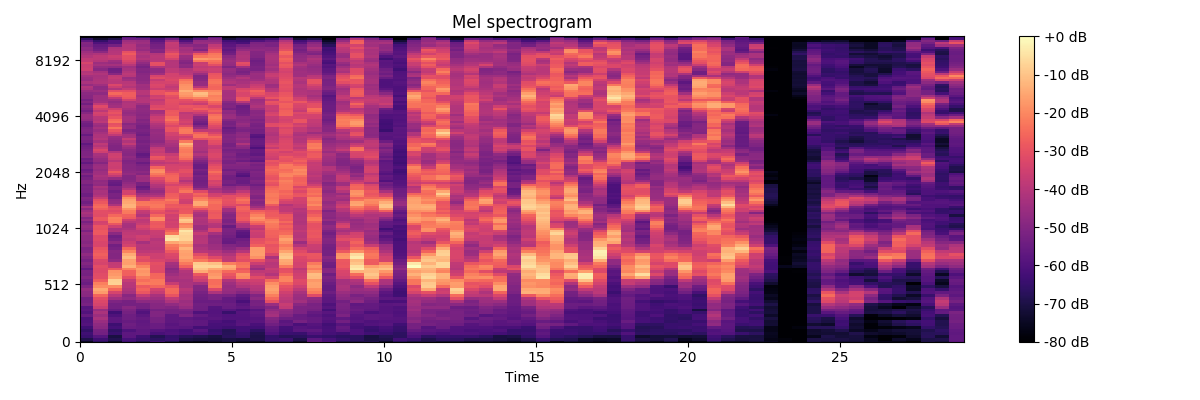 Mel spectrogram
8192
4096
2048
1024
512
0
Hz
0 5 10 15 20 25
Time
+0 dB
-10 dB
-20 dB
-30 dB
-40 dB
-50 dB
-60 dB
-70 dB
-80 dB